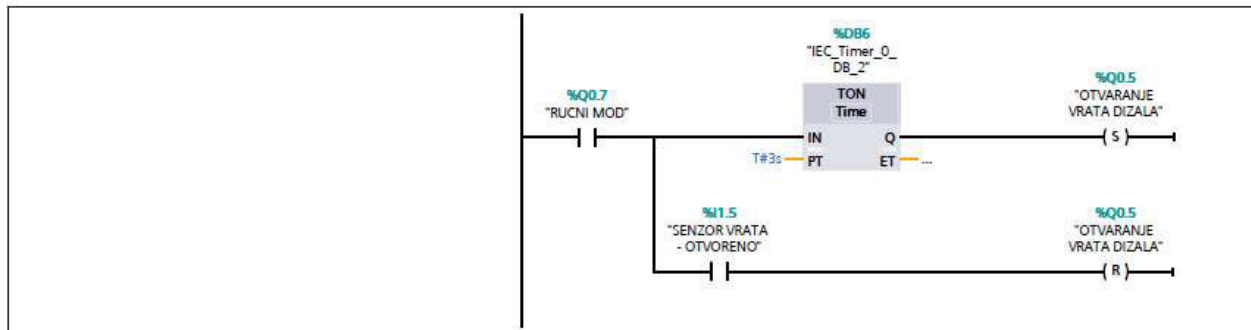 %DB6
"IEC_Timer_0_
DB_2"
%Q0.7
"RUCNI MOD"
TON
Time
IN
Q
T#3s
PT
ET
...
%Q0.5
"OTVARANJE
VRATA DIZALA"
S
%I1.5
"SENZOR VRATA
- OTVORENO"
%Q0.5
"OTVARANJE
VRATA DIZALA"
R